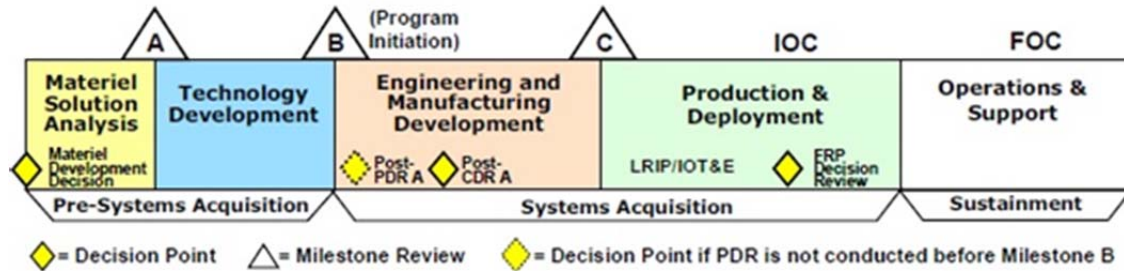 A
B
(Program
Initiation)
C
IOC
FOC
Materiel
Solution
Analysis
Technology
Development
Engineering and
Manufacturing
Development
Production &
Deployment
Operations &
Support
Materiel
Development
Decision
Post-
PDR A
Post-
CDR A
LRIP/IOT&E
FRP
Decision
Review
Pre-Systems Acquisition
Systems Acquisition
Sustainment
= Decision Point
= Milestone Review
= Decision Point if PDR is not conducted before Milestone B